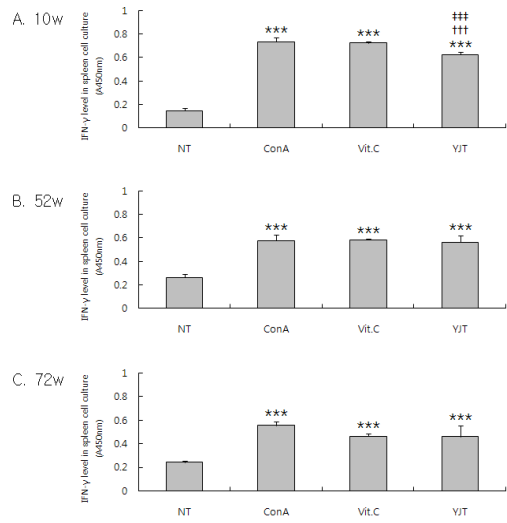 A. 10w
IFN-γ level in spleen cell culture
(A450nm)
1
0.8
0.6
0.4
0.2
0
***
***
‡‡‡
†††
***
NT ConA Vit.C YJT
B. 52w
IFN-γ level in spleen cell culture
(A450nm)
1
0.8
0.6
0.4
0.2
0
*** *** ***
NT ConA Vit.C YJT
C. 72w
IFN-γ level in spleen cell culture
(A450nm)
1
0.8
0.6
0.4
0.2
0
*** *** ***
NT ConA Vit.C YJT